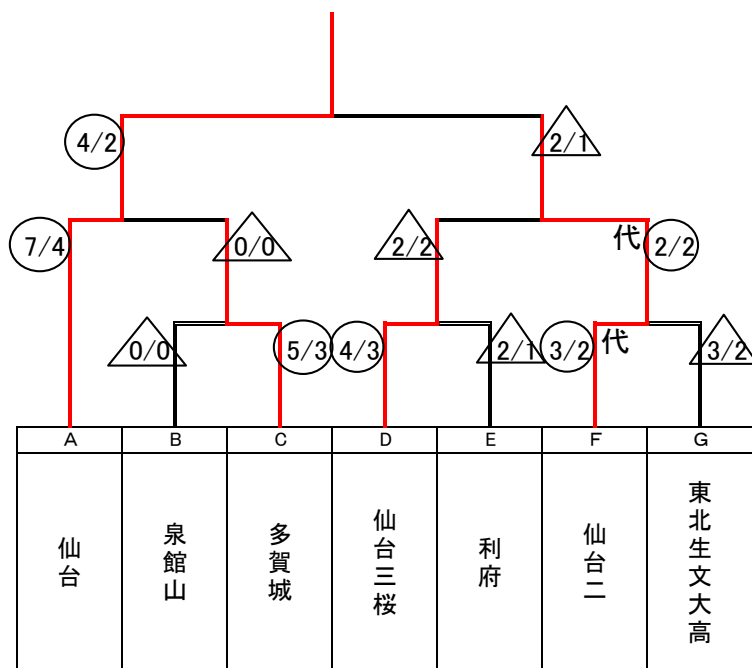 4/2
2/1
7/4
0/0
2/2
代
2/2
0/0
5/3
4/3
2/1
3/2
代
3/2
A
B
C
D
E
F
G
仙台
泉館山
多賀城
仙台三桜
利府
仙台二
東北生文大高